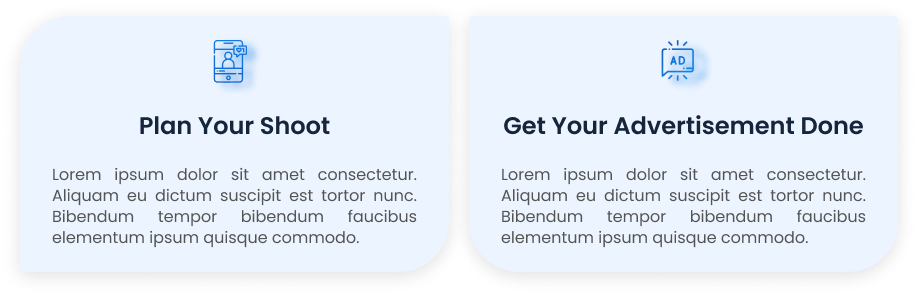 AD
Plan Your Shoot
Lorem ipsum dolor sit amet consectetur.
Aliquam eu dictum suscipit est tortor nunc.
Bibendum tempor bibendum faucibus
elementum ipsum quisque commodo.
Get Your Advertisement Done
Lorem ipsum dolor sit amet consectetur.
Aliquam eu dictum suscipit est tortor nunc.
Bibendum tempor bibendum faucibus
elementum ipsum quisque commodo.